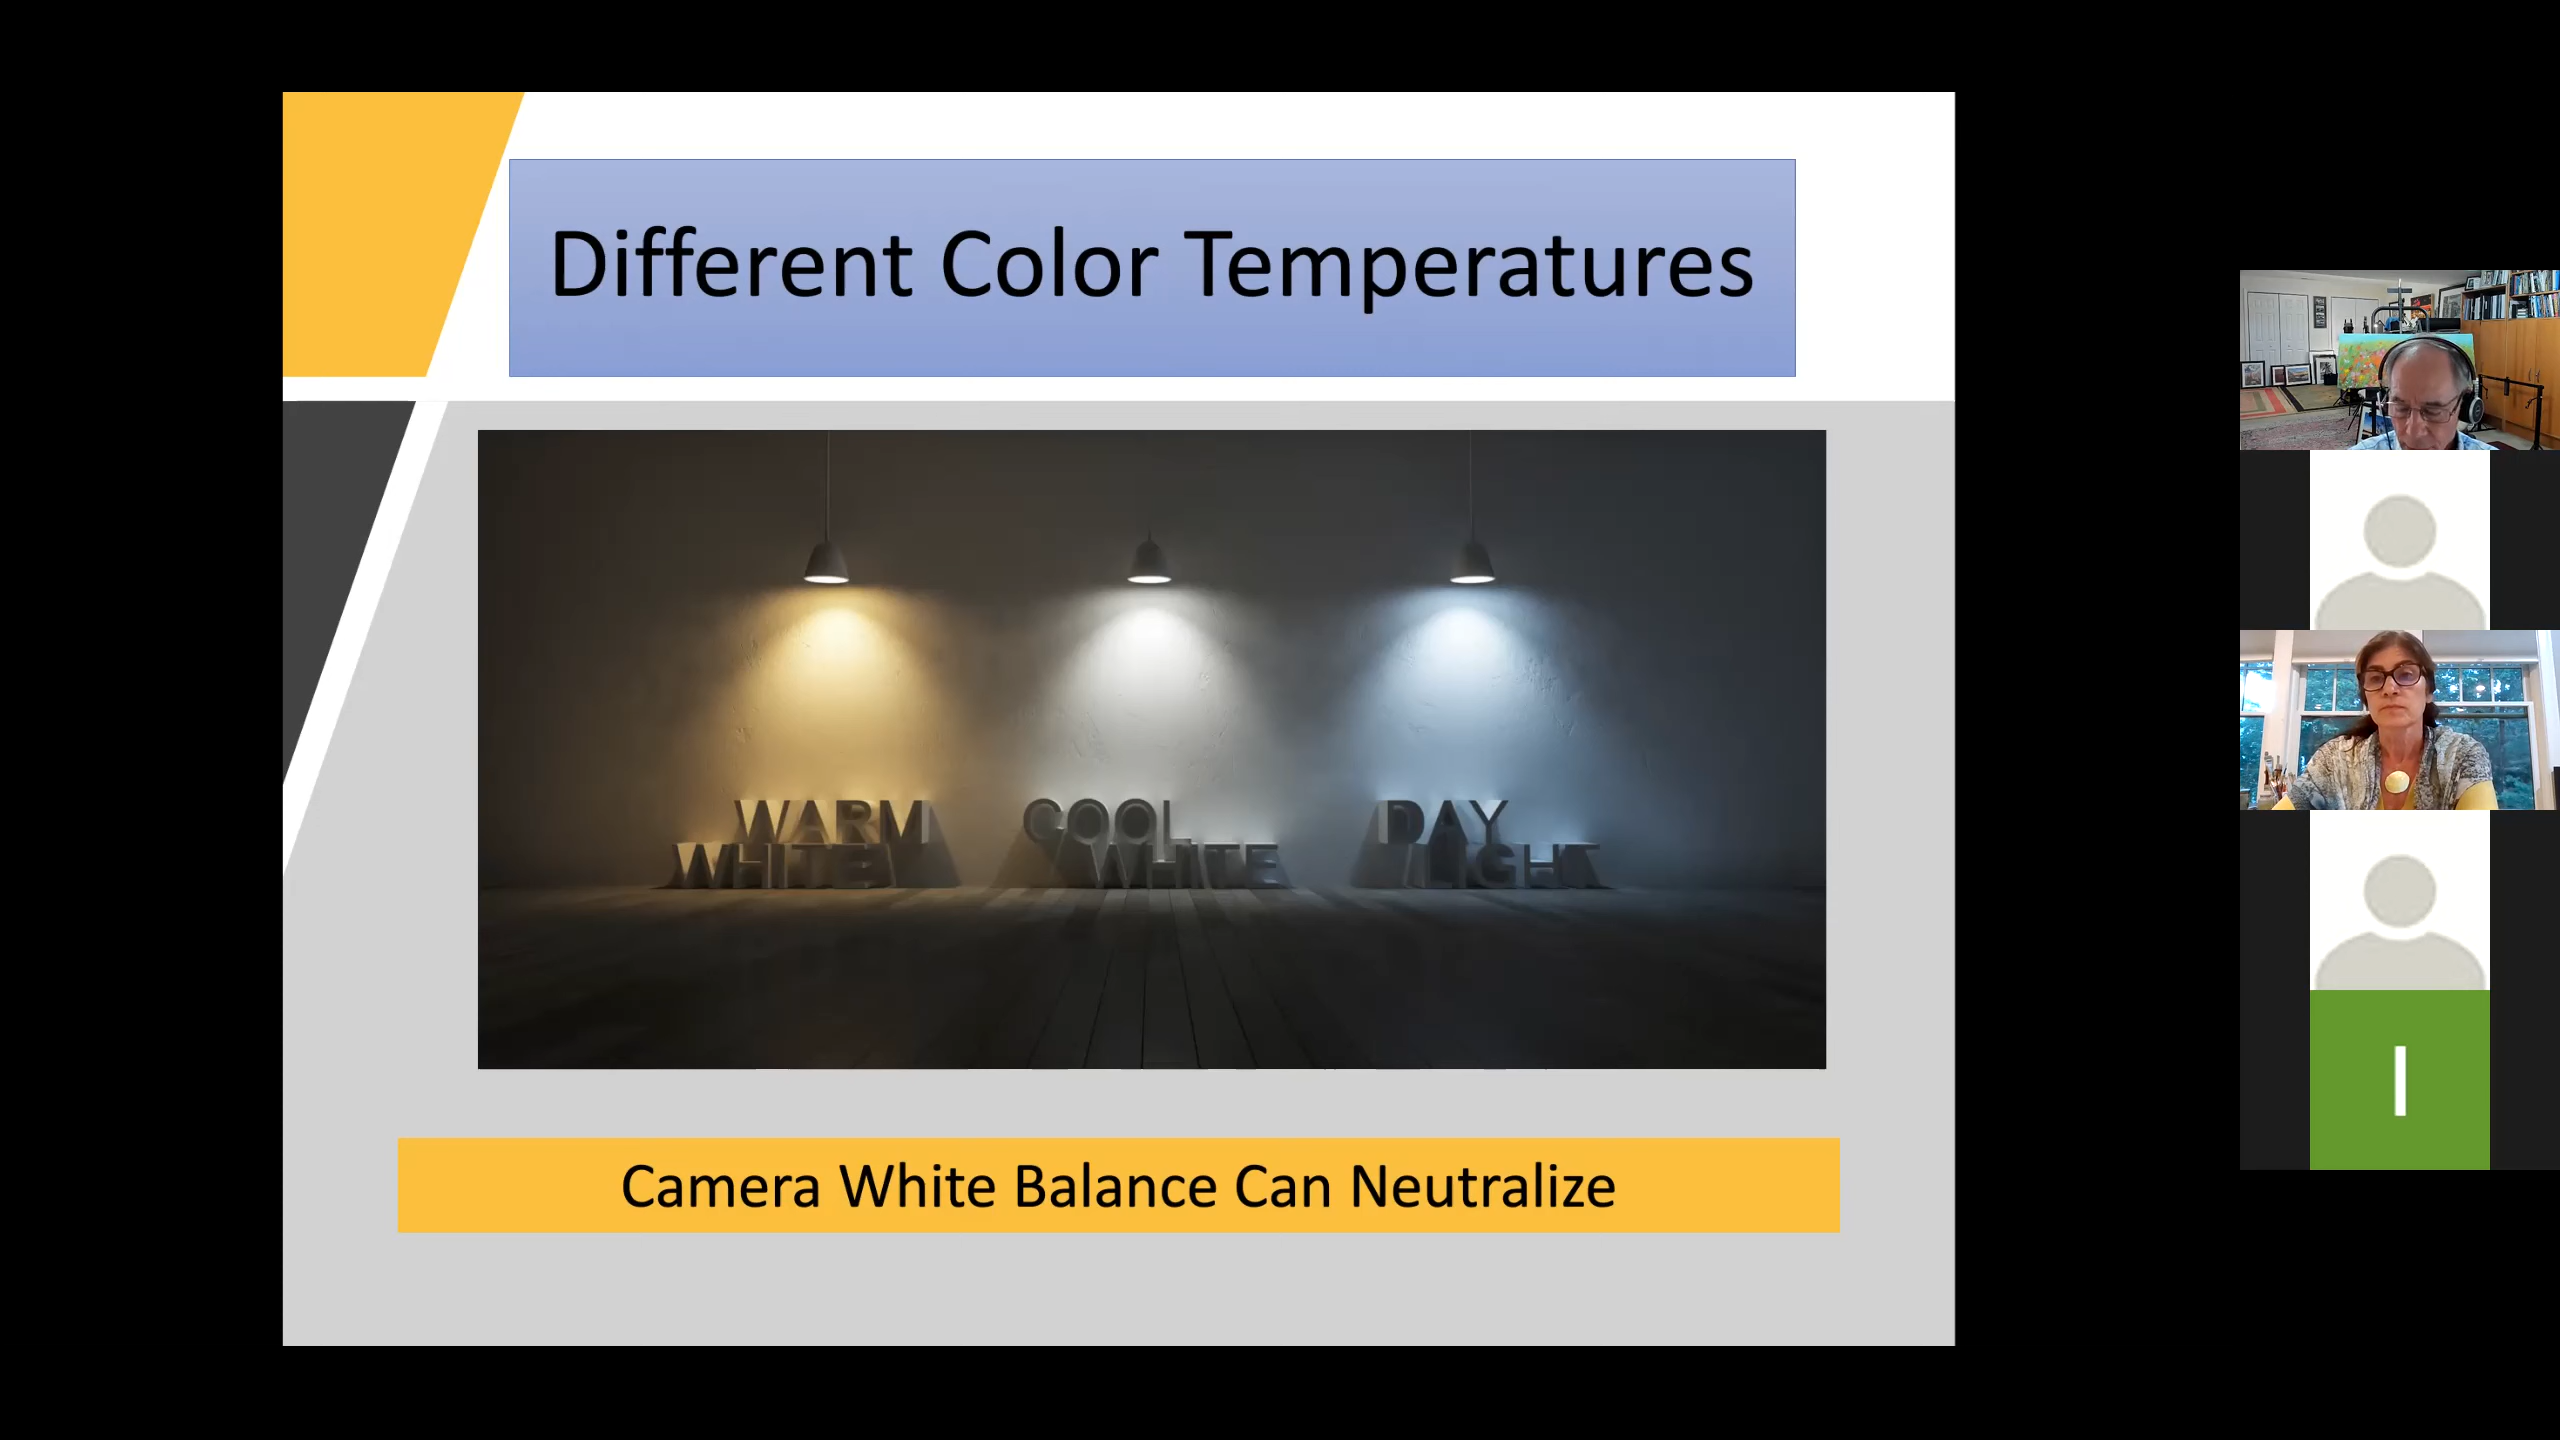 Different Color Temperatures
WARM COOL DAY
WHITE WHITE LIGHT
Camera White Balance Can Neutralize
I